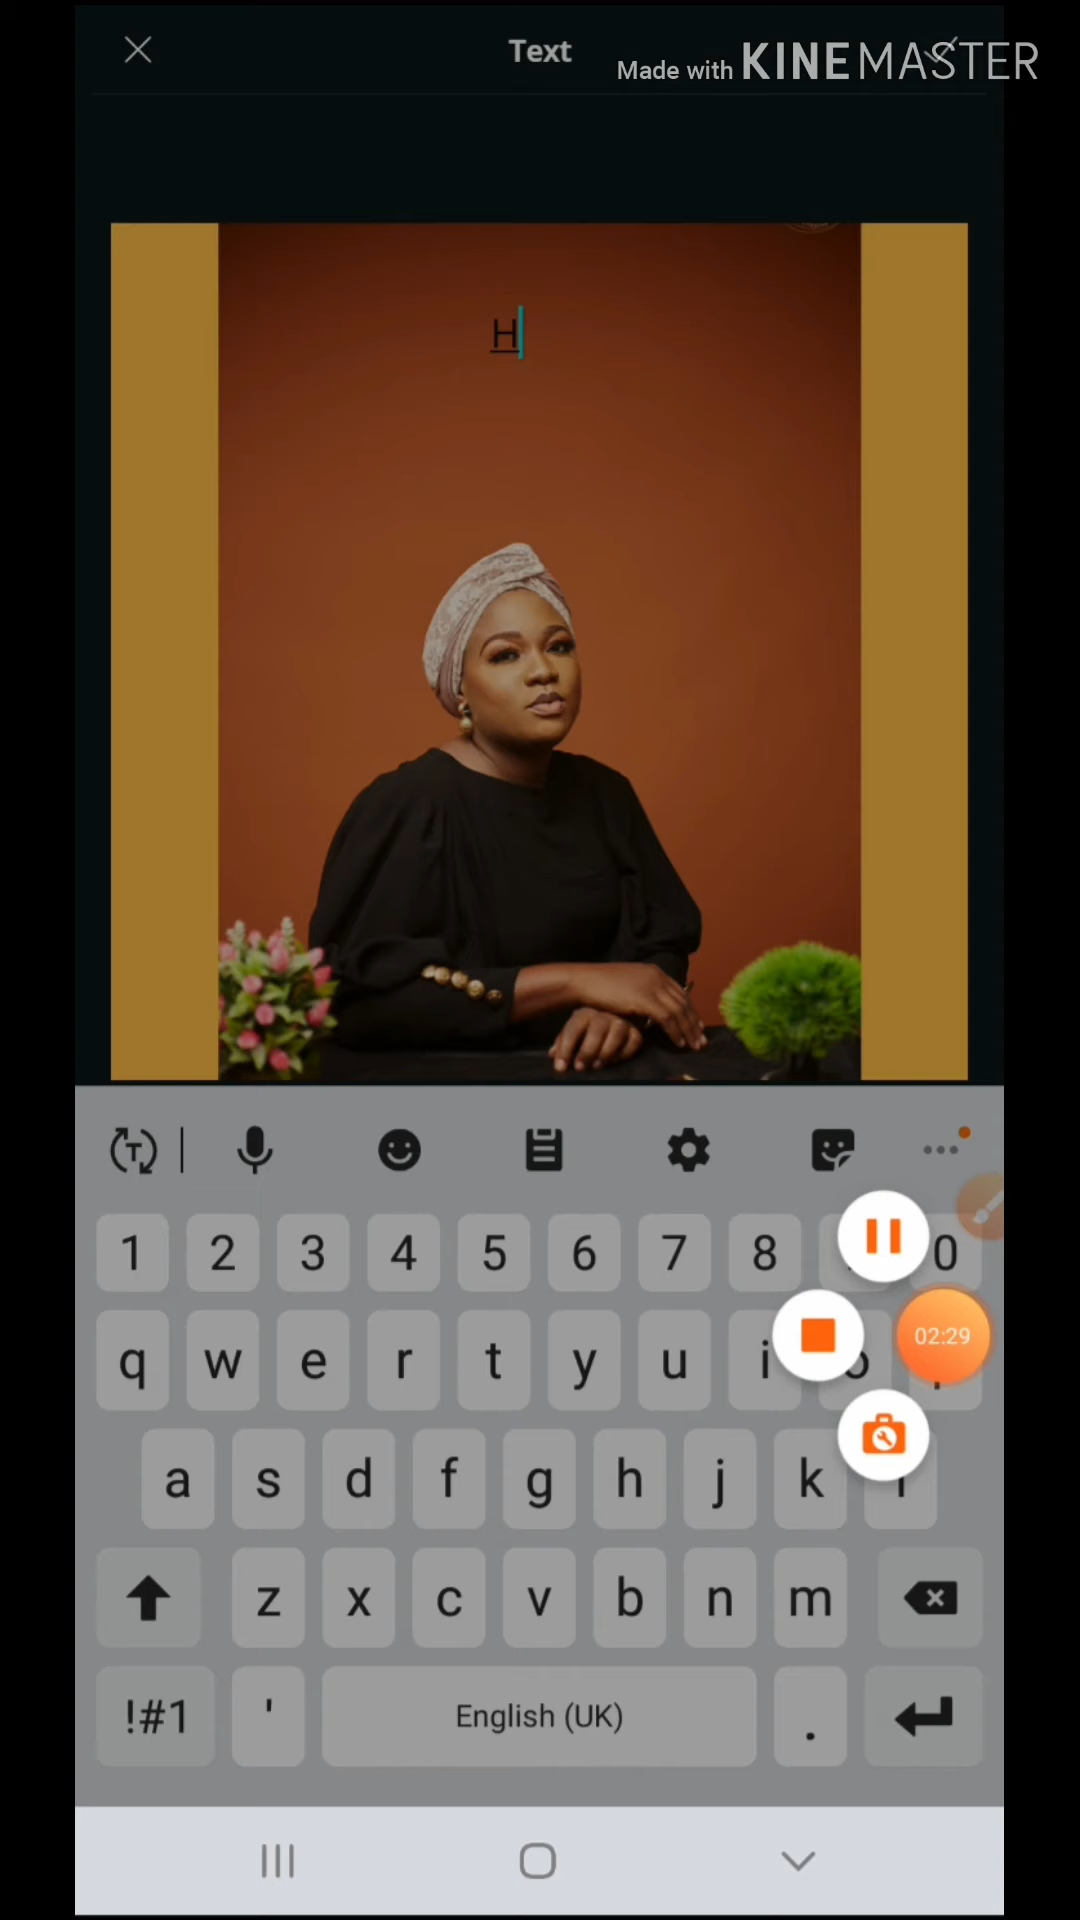 Text
Made with KINEMASTER
H
T
1 2 3 4 5 6 7 8 0
q w e r t y u i o
a s d f g h j k l
z x c v b n m
!#1 ' English (UK) .
02:29